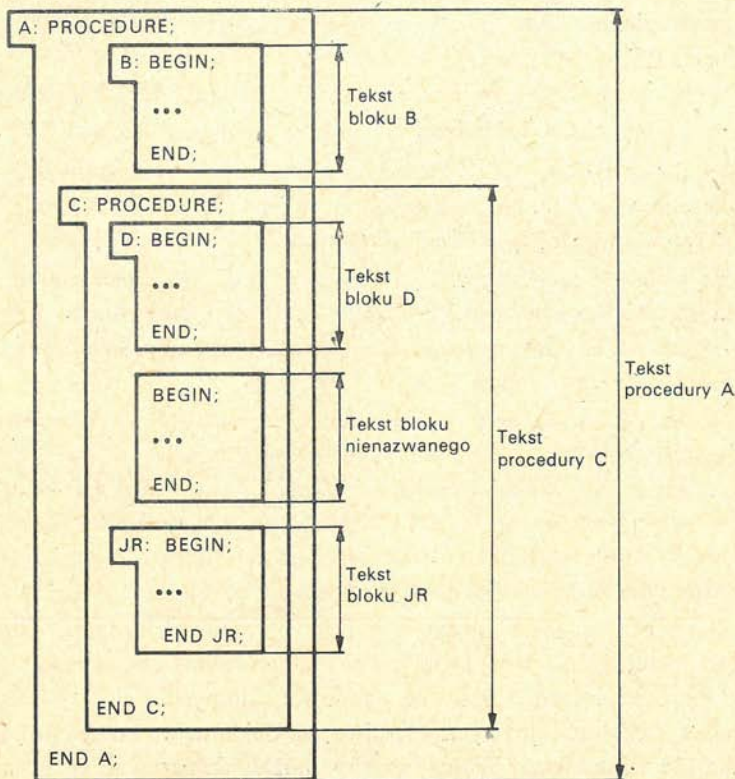 A: PROCEDURE;
B: BEGIN;
...
END;
Tekst
bloku B
C: PROCEDURE;
D: BEGIN;
...
END;
Tekst
bloku D
BEGIN;
...
END;
Tekst bloku
nienazwanego
JR: BEGIN;
...
END JR;
Tekst
bloku JR
END C;
Tekst
procedury C
END A;
Tekst
procedury A